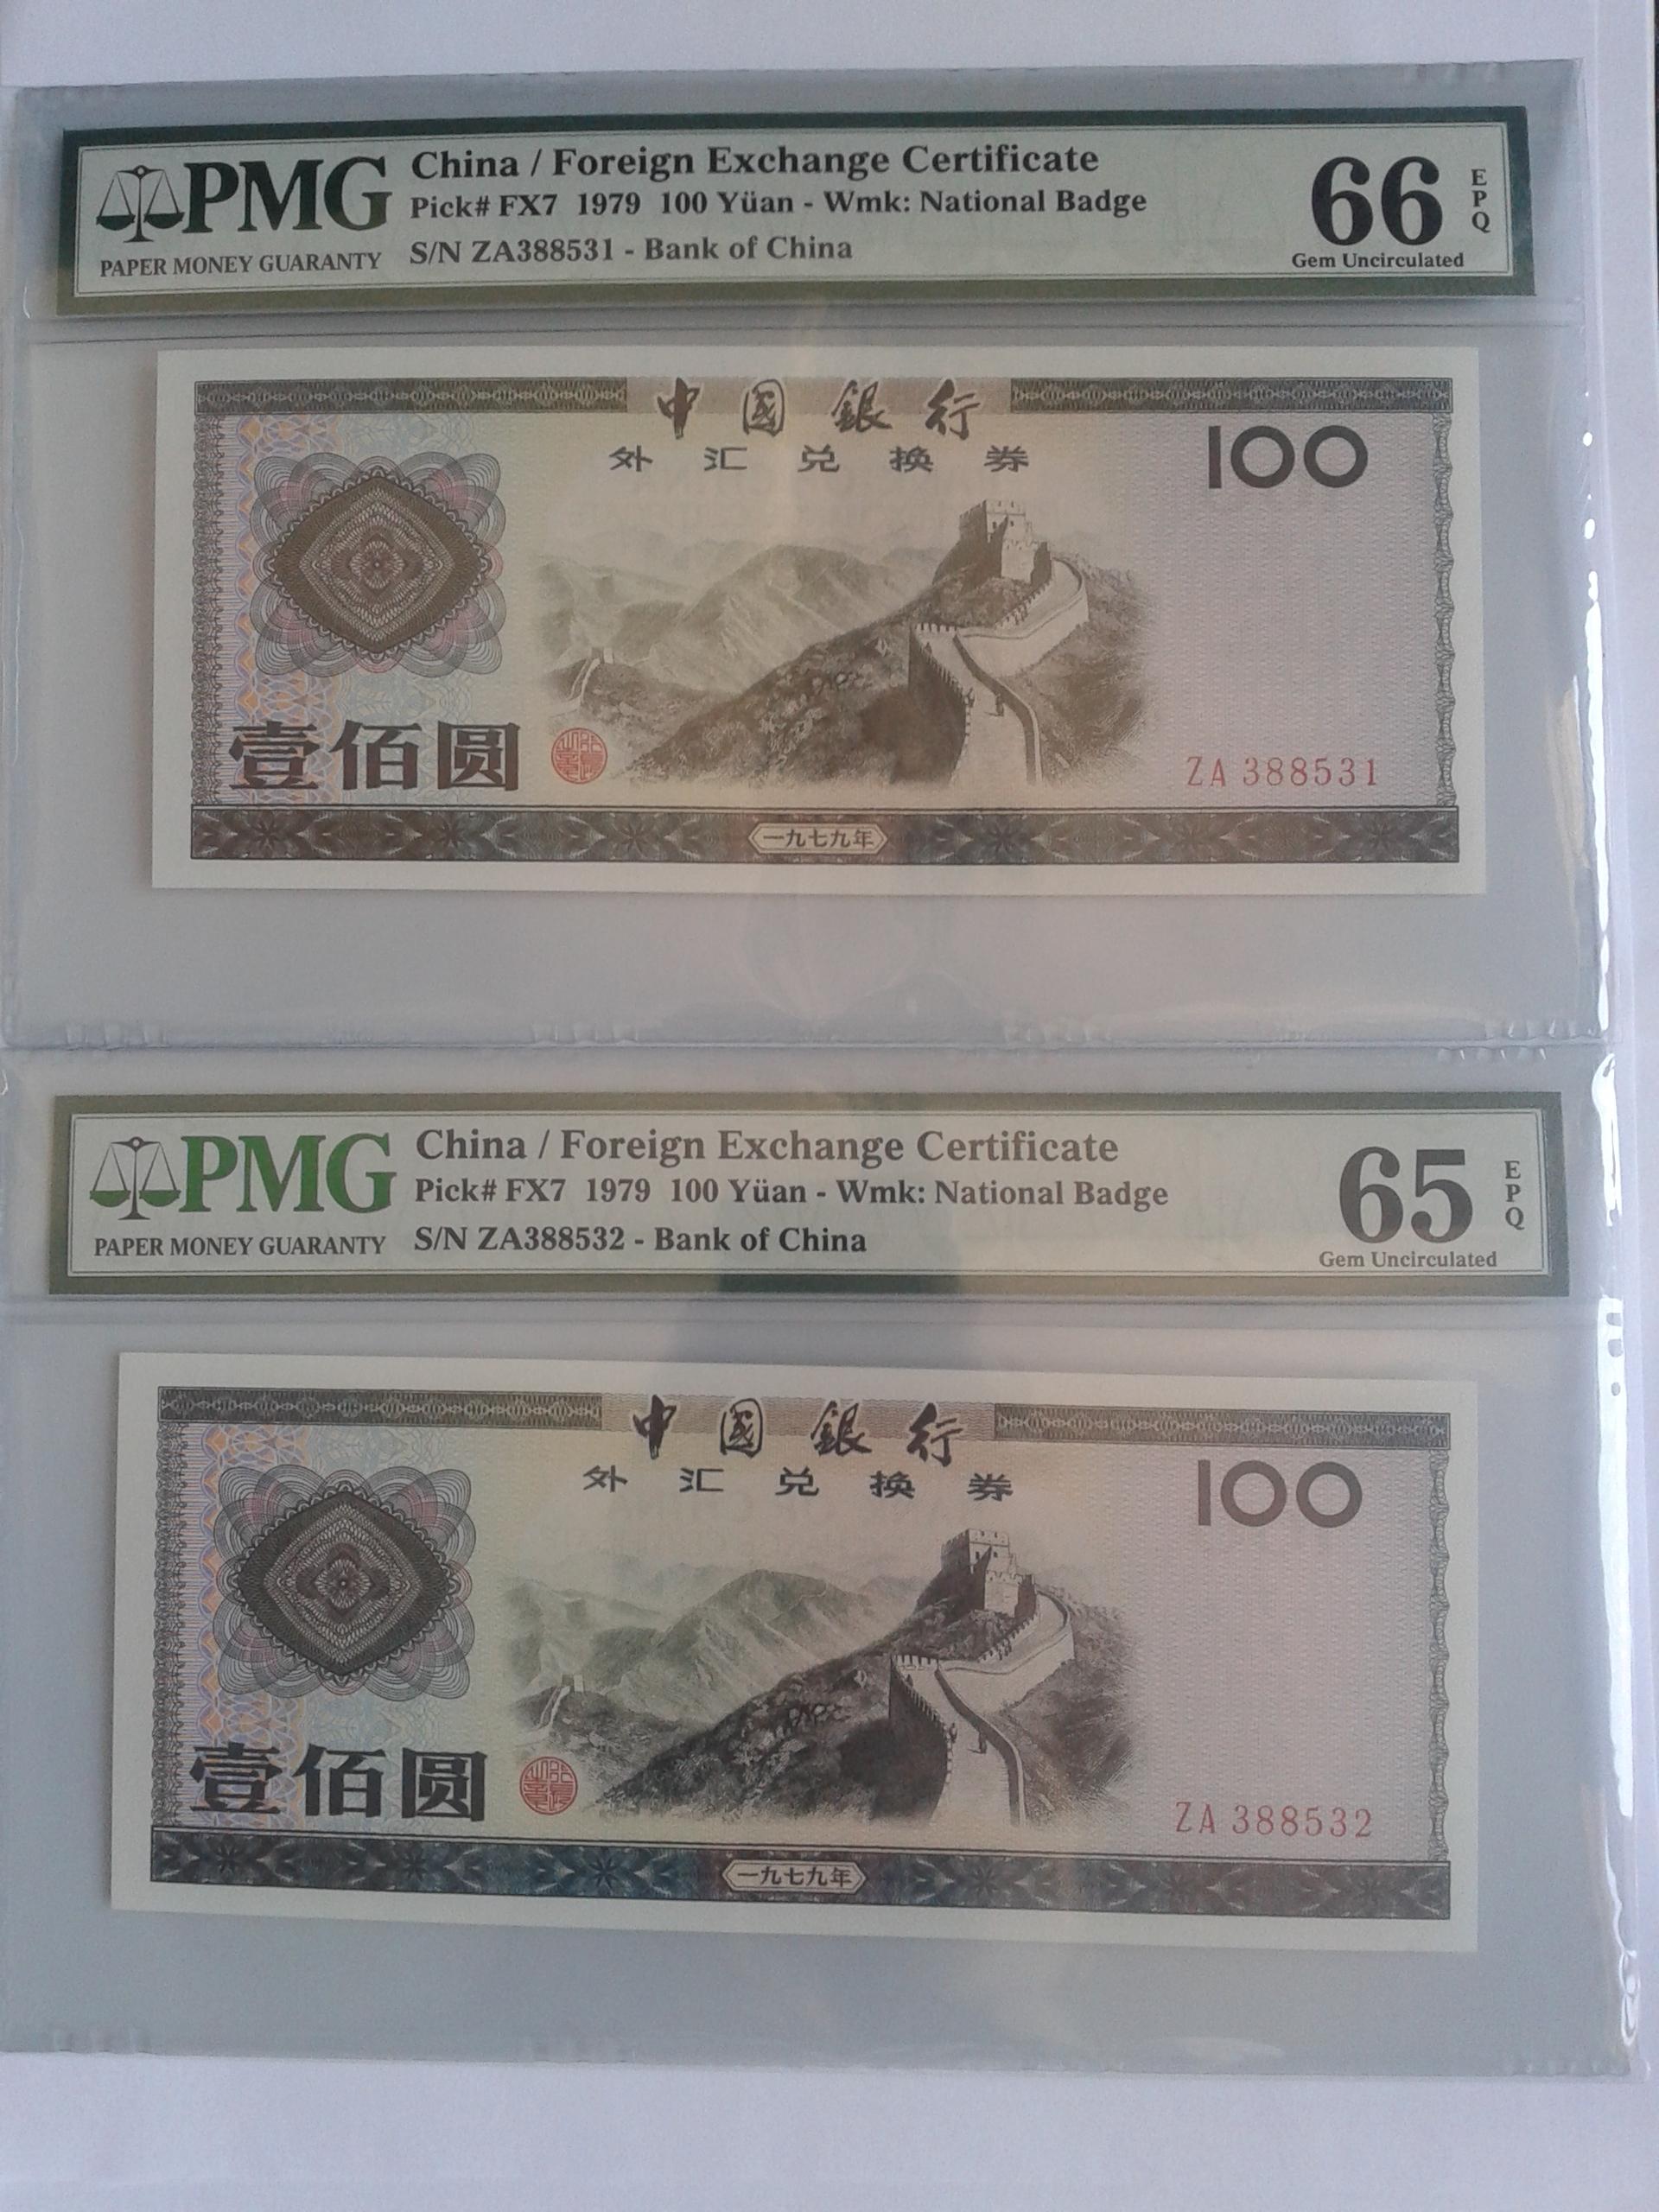 PMG
PAPER MONEY GUARANTY
China / Foreign Exchange Certificate
Pick# FX7 1979 100 Yüan - Wmk: National Badge
S/N ZA388531 - Bank of China
66
EPQ
Gem Uncirculated
中國銀行
外汇兑换券
100
壹佰圆
ZA 388531
一九七九年
PMG
PAPER MONEY GUARANTY
China / Foreign Exchange Certificate
Pick# FX7 1979 100 Yüan - Wmk: National Badge
S/N ZA388532 - Bank of China
65
EPQ
Gem Uncirculated
中國銀行
外汇兑换券
100
壹佰圆
ZA 388532
一九七九年